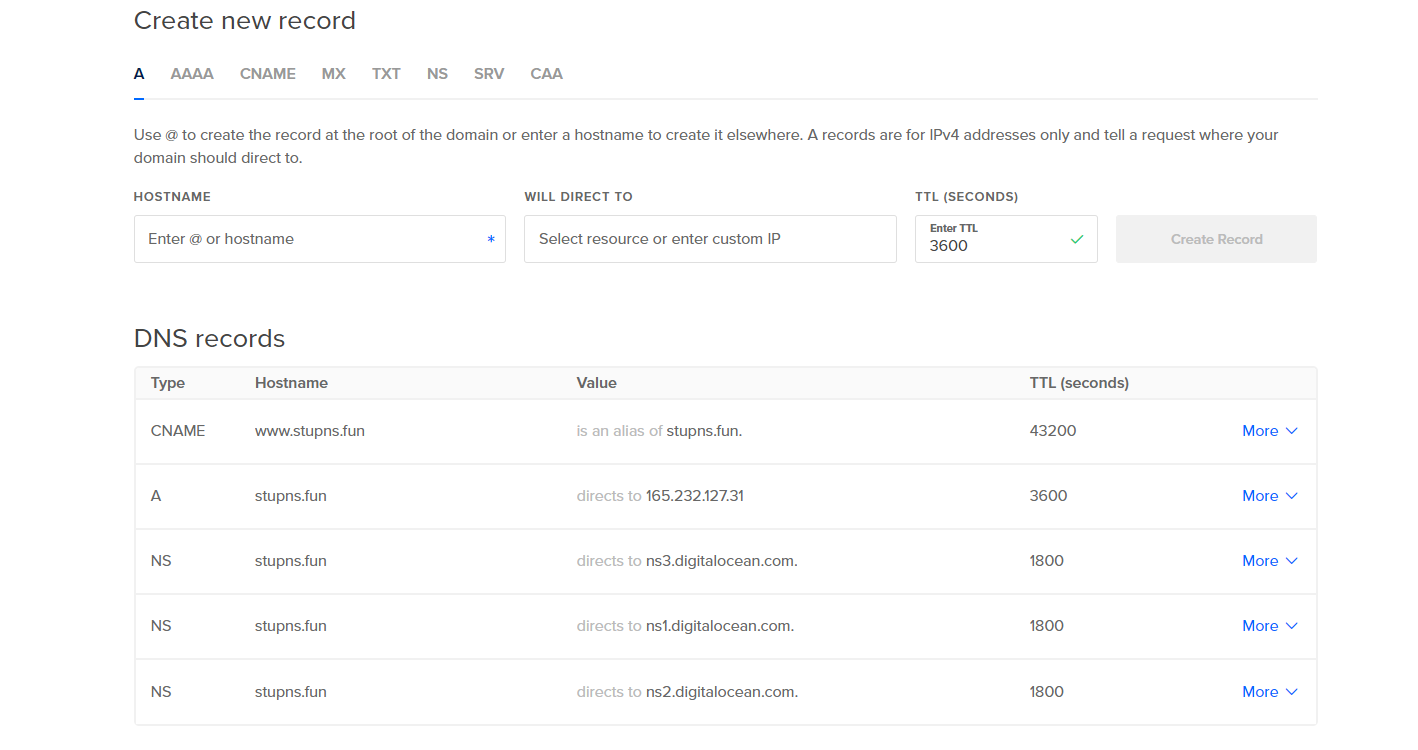 Create new record
A AAAA CNAME MX TXT NS SRV CAA
Use @ to create the record at the root of the domain or enter a hostname to create it elsewhere. A records are for IPv4 addresses only and tell a request where your
domain should direct to.
HOSTNAME WILL DIRECT TO TTL (SECONDS)
Enter @ or hostname * Select resource or enter custom IP Enter TTL 3600 Create Record
DNS records
Type Hostname Value TTL (seconds)
CNAME www.stupns.fun is an alias of stupns.fun. 43200 More
A stupns.fun directs to 165.232.127.31 3600 More
NS stupns.fun directs to ns3.digitalocean.com. 1800 More
NS stupns.fun directs to ns1.digitalocean.com. 1800 More
NS stupns.fun directs to ns2.digitalocean.com. 1800 More